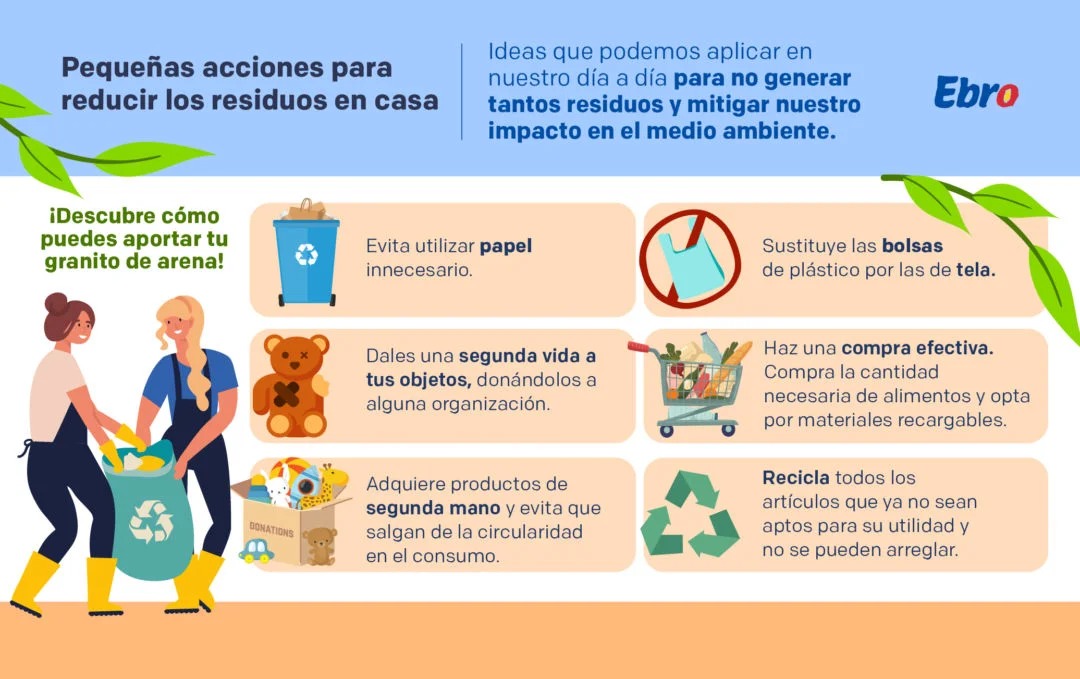 Pequeñas acciones para
reducir los residuos en casa
Ideas que podemos aplicar en
nuestro día a día para no generar
tantos residuos y mitigar nuestro
impacto en el medio ambiente.
Ebro
¡Descubre cómo
puedes aportar tu
granito de arena!
Evita utilizar papel
innecesario.
Sustituye las bolsas
de plástico por las de tela.
Dales una segunda vida a
tus objetos, donándolos a
alguna organización.
Haz una compra efectiva.
Compra la cantidad
necesaria de alimentos y opta
por materiales recargables.
DONATIONS
Adquiere productos de
segunda mano y evita que
salgan de la circularidad
en el consumo.
Recicla todos los
artículos que ya no sean
aptos para su utilidad y
no se pueden arreglar.